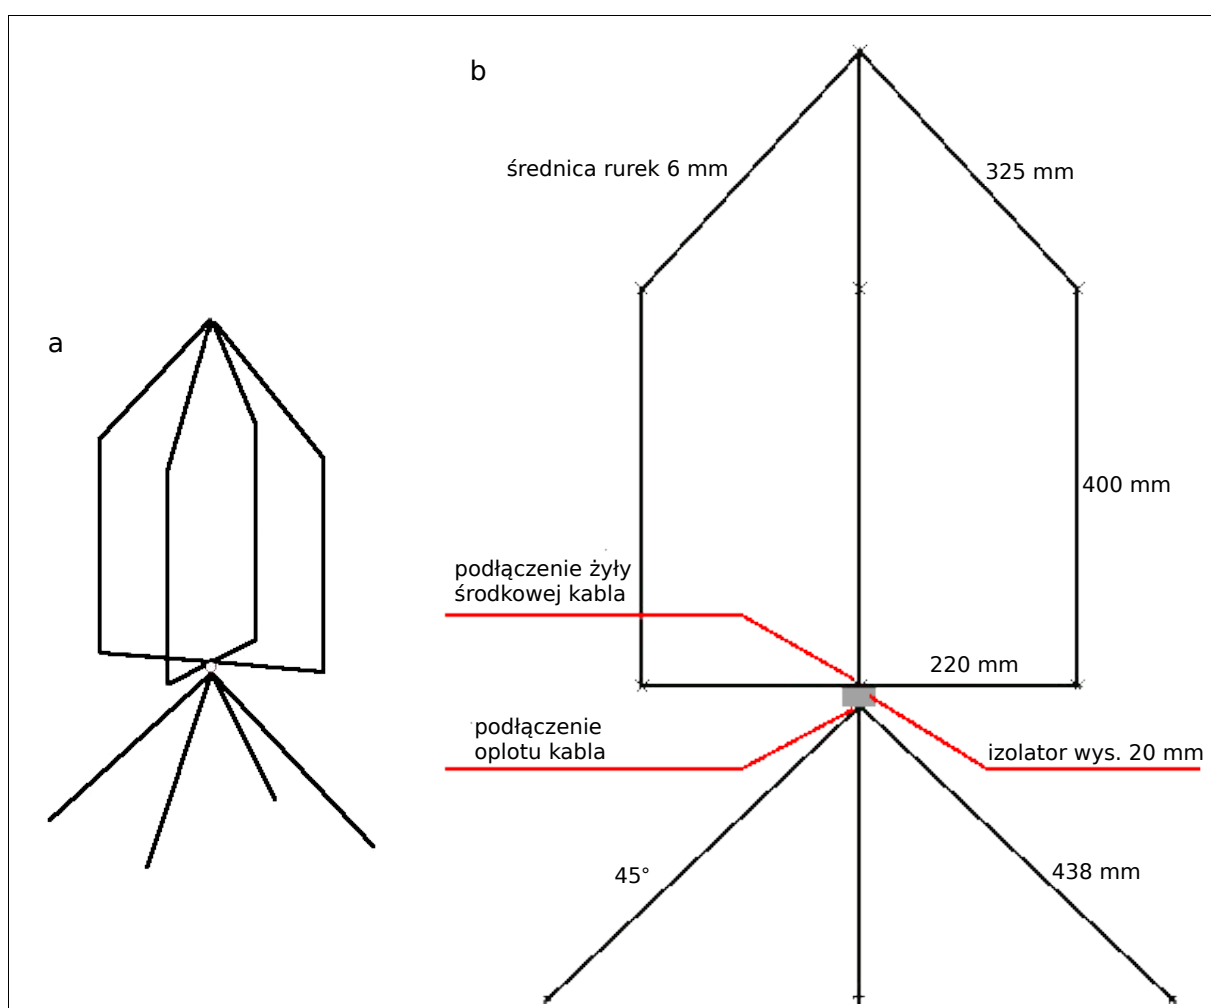 b
średnica rurek 6 mm
325 mm
a
400 mm
podłączenie żyły
środkowej kabla
220 mm
podłączenie
oplotu kabla
izolator wys. 20 mm
45°
438 mm